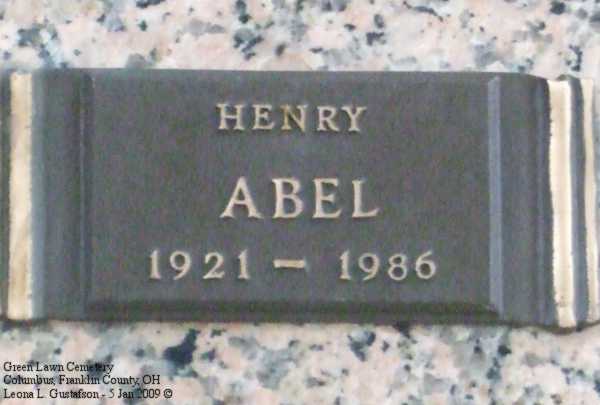 HENRY
ABEL
1921 - 1986
Green Lawn Cemetery
Columbus, Franklin County, OH
Leona L. Gustafson - 5 Jan 2009 ©